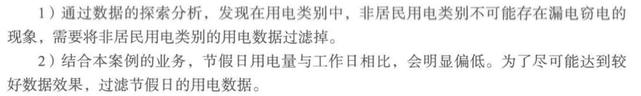 1）通过数据的探索分析，发现在用电类别中，非居民用电类别不可能存在漏电窃电的
现象，需要将非居民用电类别的用电数据过滤掉。
2）结合本案例的业务，节假日用电量与工作日相比，会明显偏低。为了尽可能达到较
好数据效果，过滤节假日的用电数据。